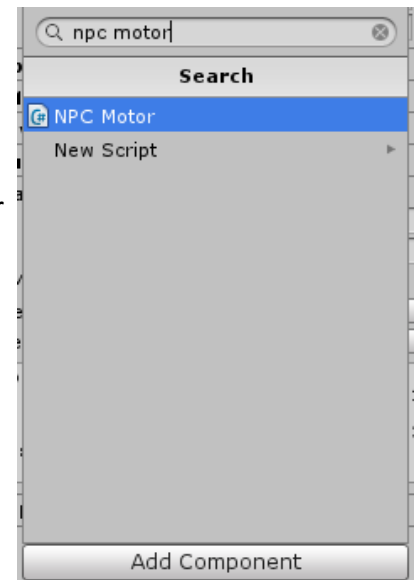 npc motor
Search
NPC Motor
New Script
Add Component